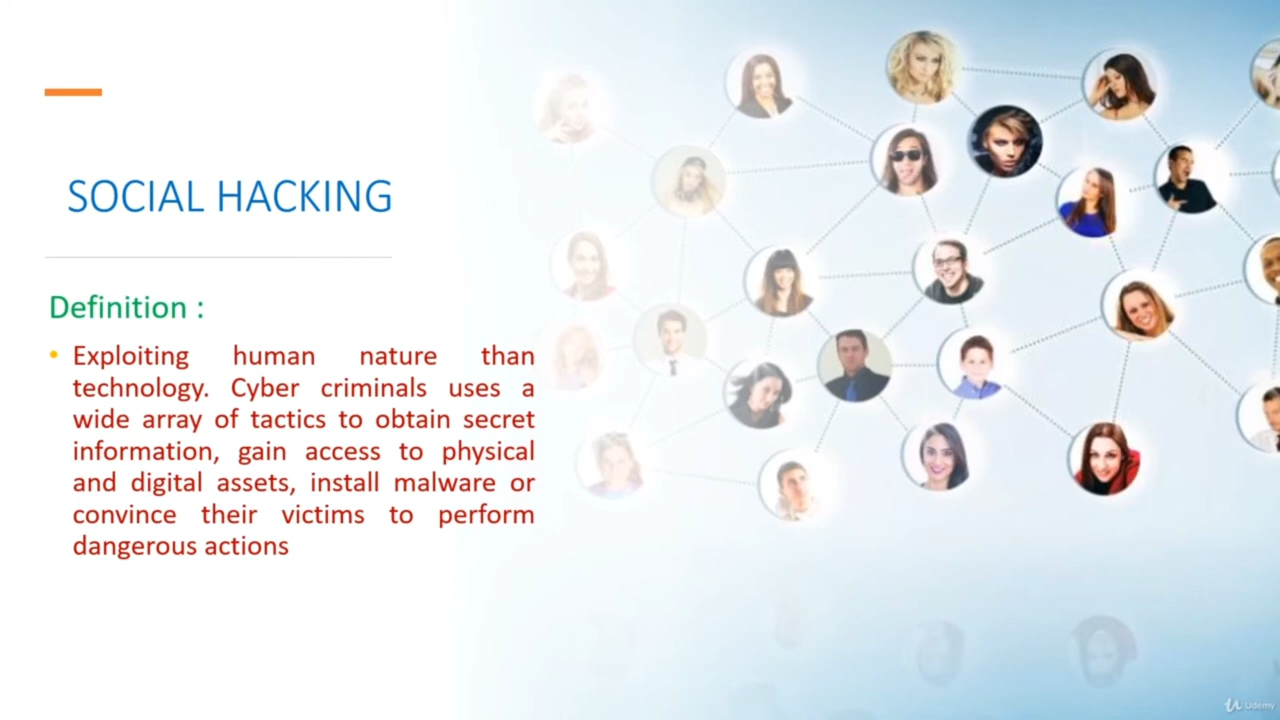 SOCIAL HACKING
Definition :
• Exploiting human nature than
technology. Cyber criminals uses a
wide array of tactics to obtain secret
information, gain access to physical
and digital assets, install malware or
convince their victims to perform
dangerous actions
Udemy